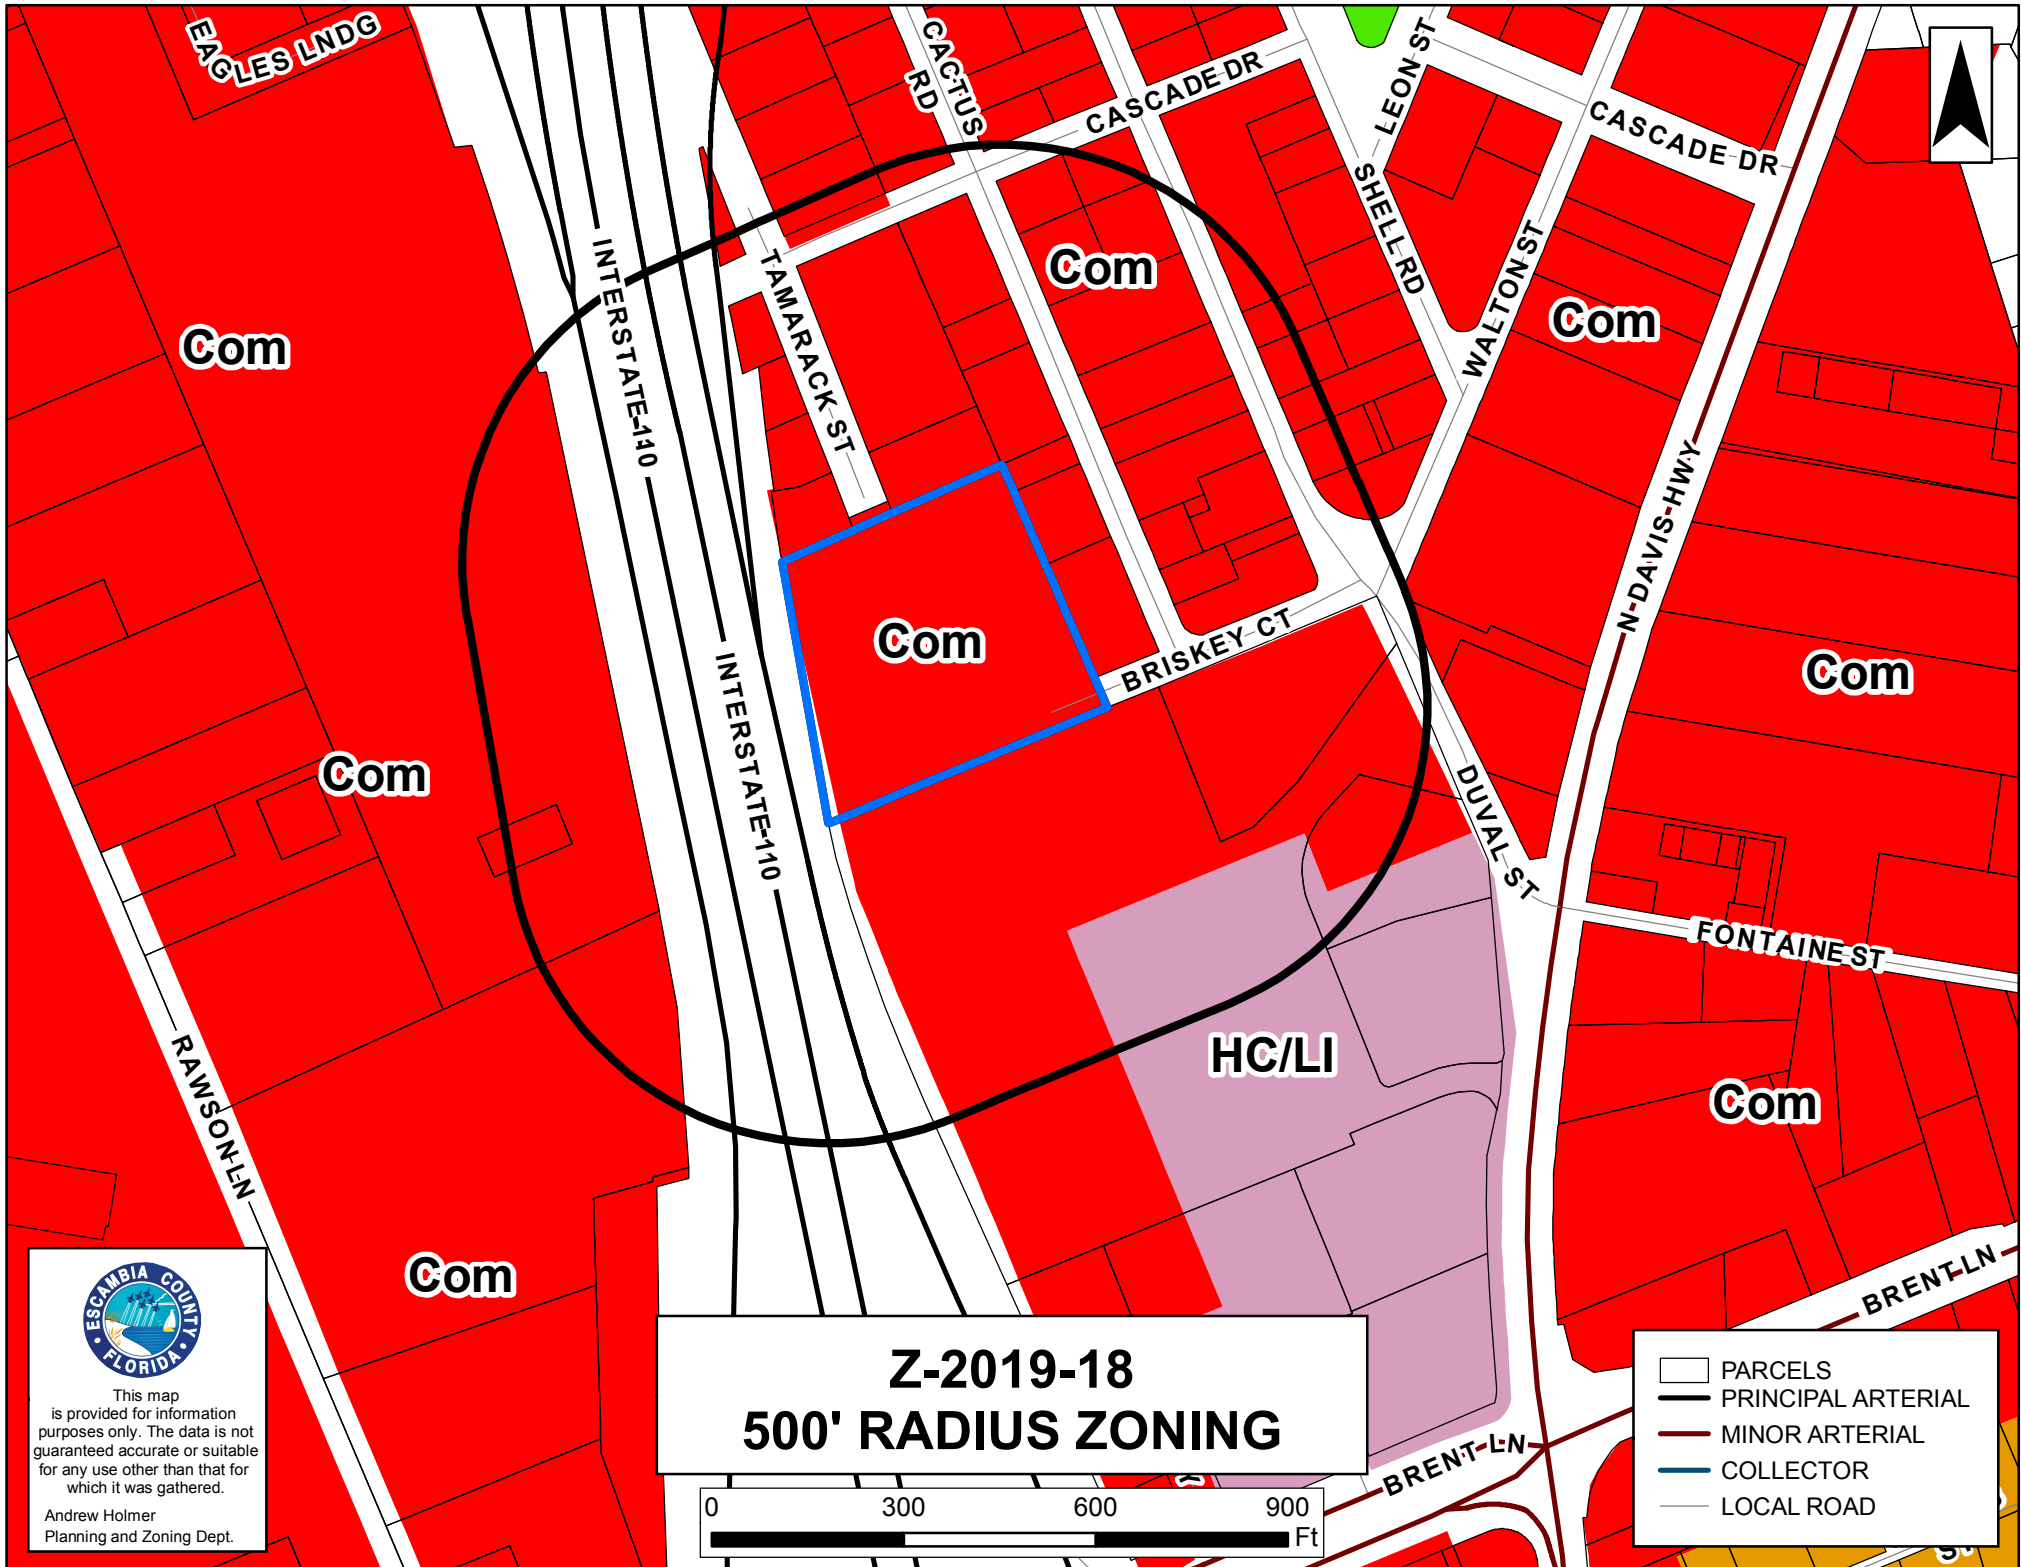 EAGLES LNDG
CACTUS RD
CASCADE DR
LEON ST
CASCADE DR
SHELL RD
WALTON ST
INTERSTATE 110
TAMARACK ST
Com
Com
Com
N DAVIS HWY
Com
BRISKEY CT
Com
INTERSTATE 110
Com
DUVAL ST
FONTAINE ST
RAWSON LN
HC/LI
Com
Com
BRENT LN
BRENT LN
ESCAMBIA COUNTY
FLORIDA
This map
is provided for information
purposes only. The data is not
guaranteed accurate or suitable
for any use other than that for
which it was gathered.
Andrew Holmer
Planning and Zoning Dept.
Z-2019-18
500' RADIUS ZONING
0 300 600 900
Ft
PARCELS
PRINCIPAL ARTERIAL
MINOR ARTERIAL
COLLECTOR
LOCAL ROAD